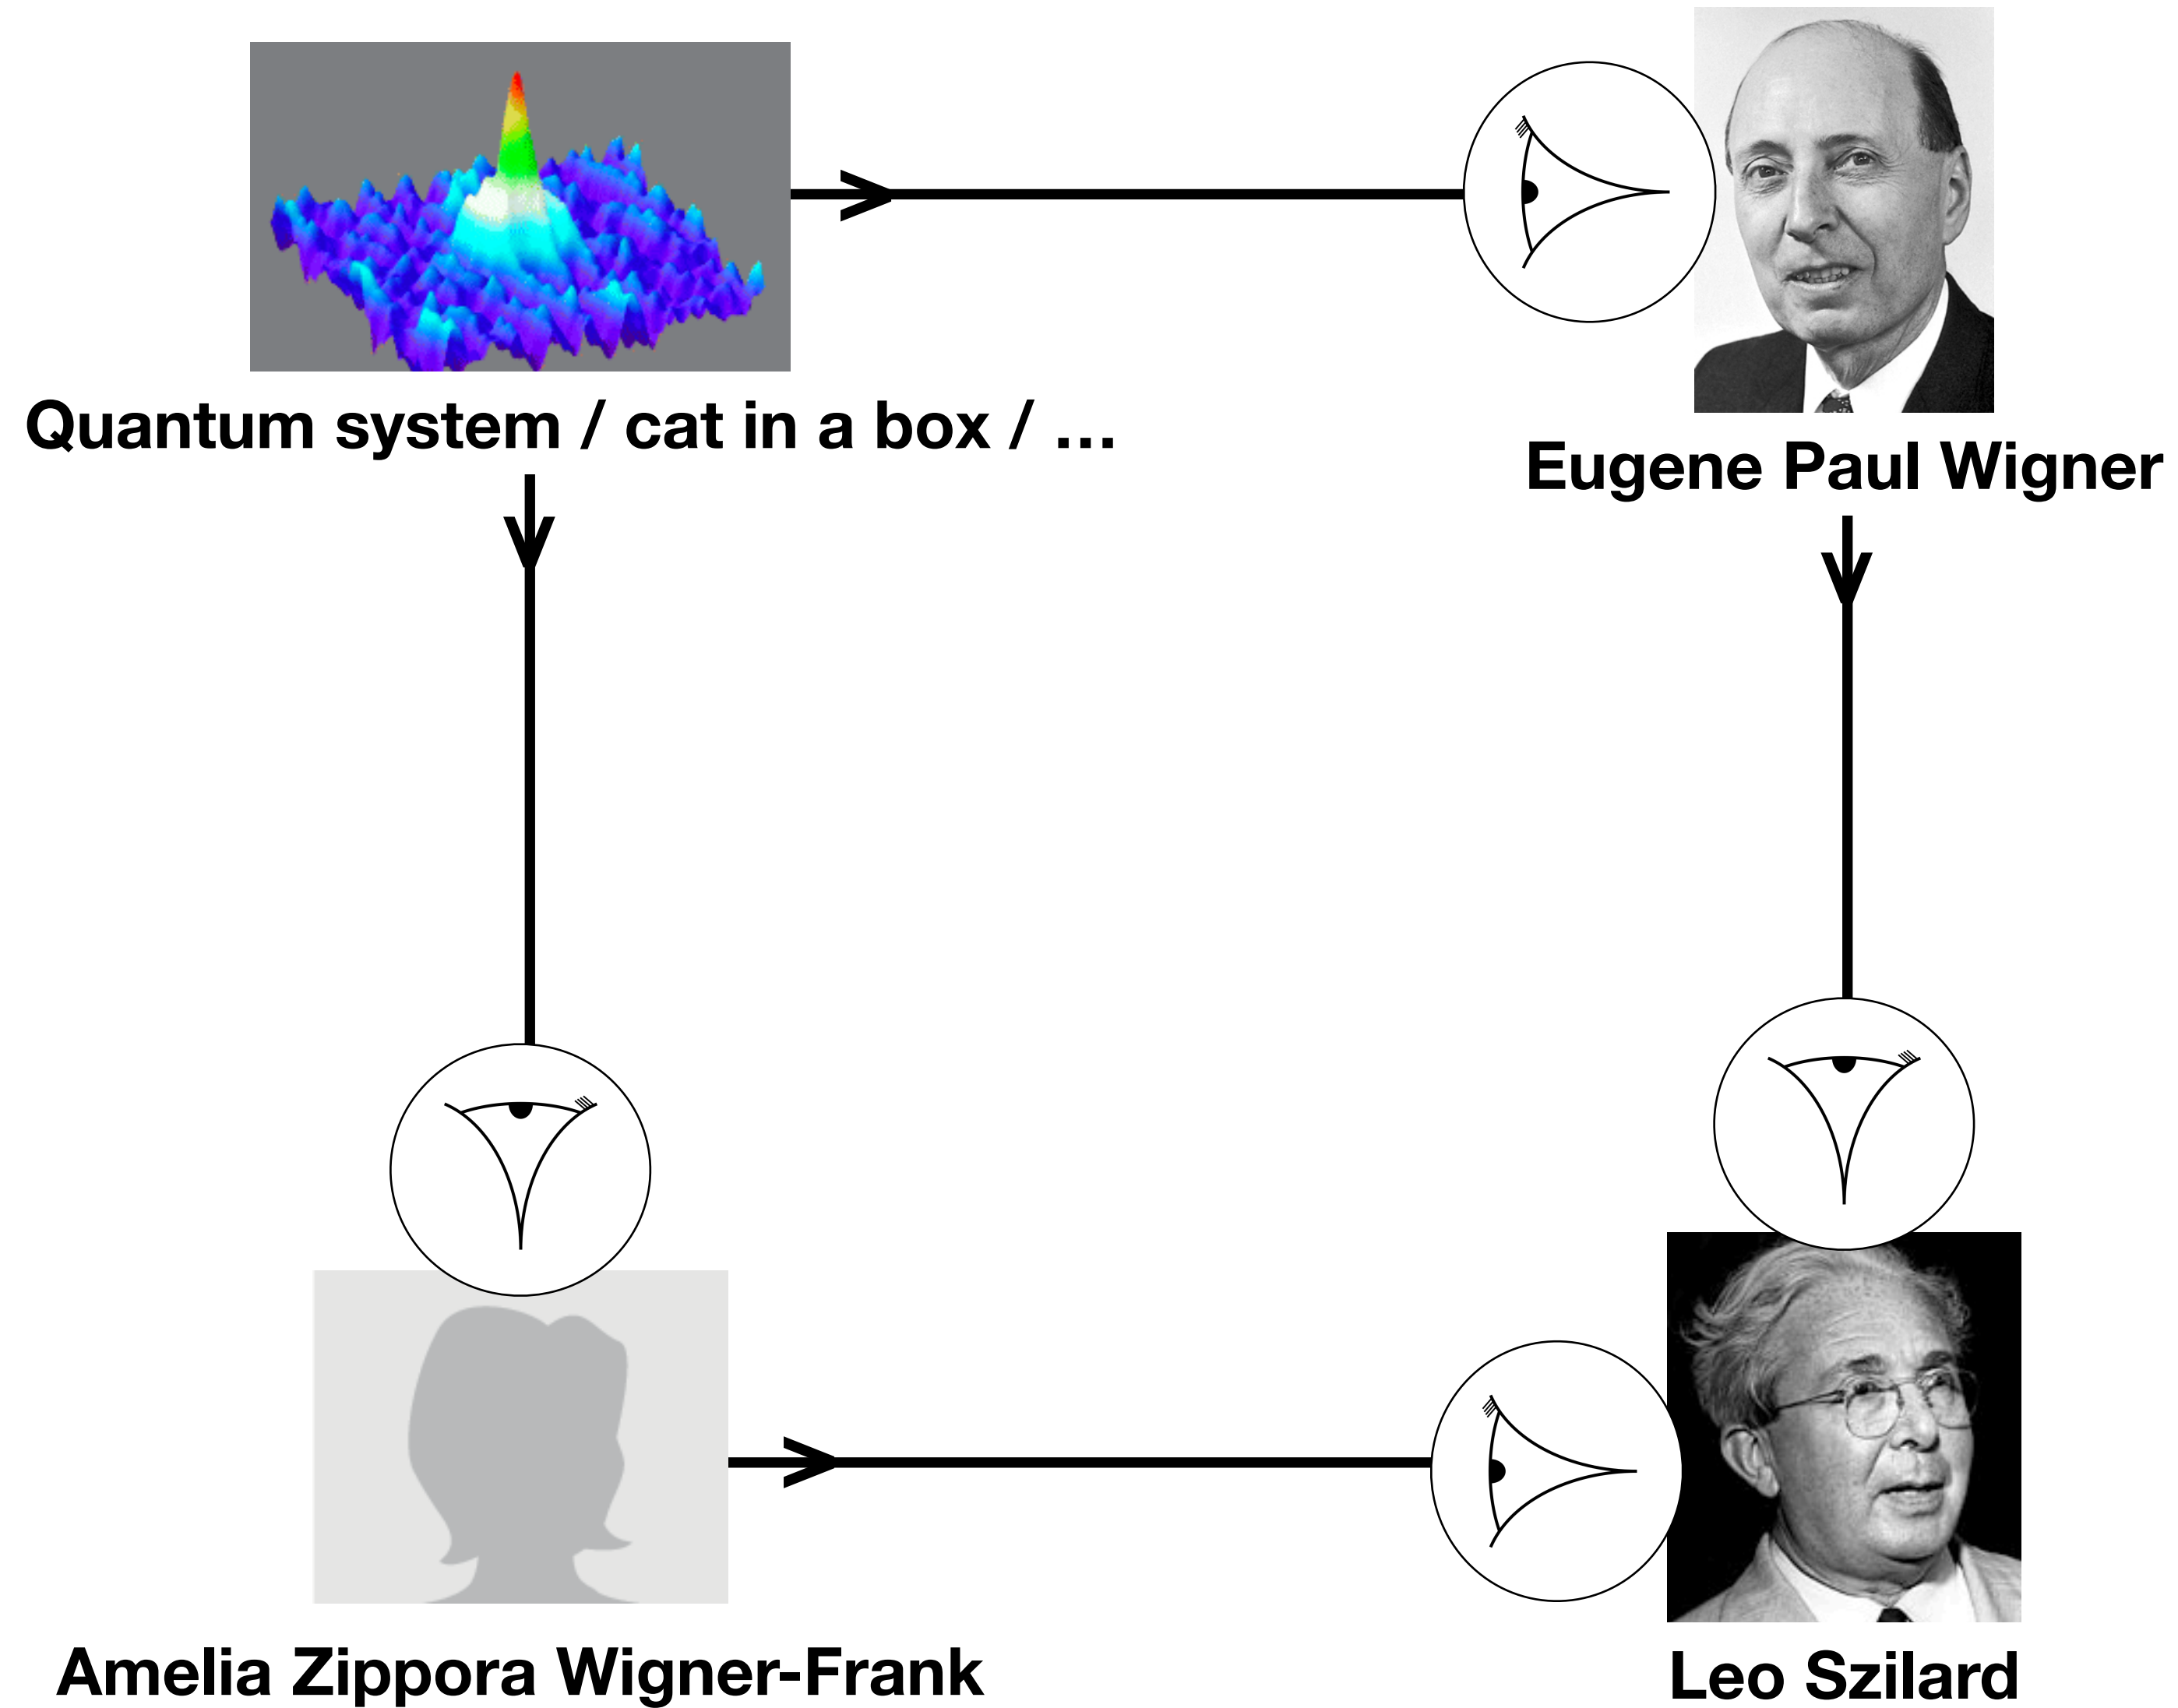 Quantum system / cat in a box / ...
Eugene Paul Wigner
Amelia Zippora Wigner-Frank
Leo Szilard